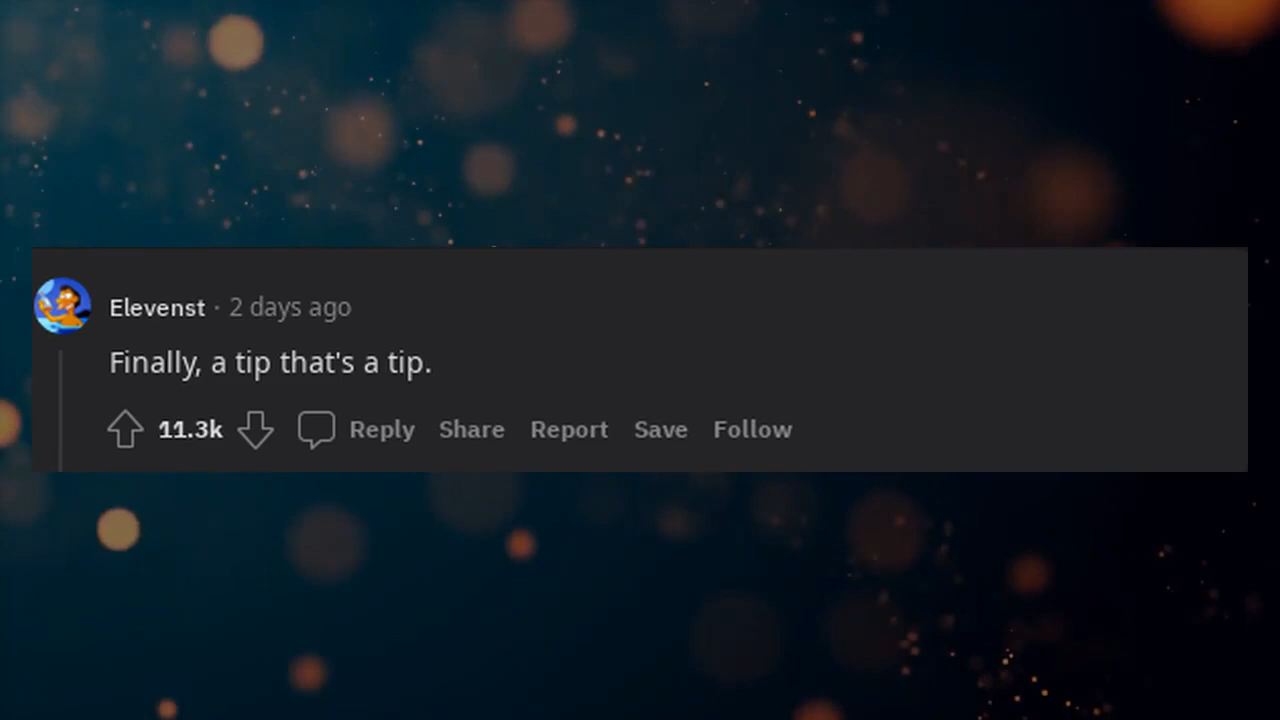 Elevenst · 2 days ago
Finally, a tip that's a tip.
11.3k Reply Share Report Save Follow